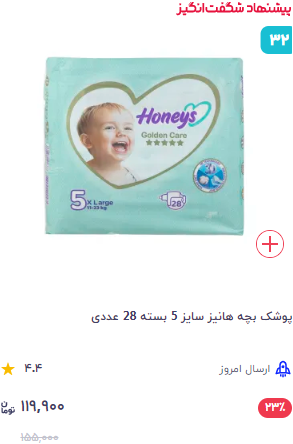 پیشنهاد شگفت‌انگیز
۳۲
Honeys
Golden Care
5
X Large
28
پوشک بچه هانیز سایز 5 بسته 28 عددی
ارسال امروز
۴.۴
۲۳٪
۱۱۹,۹۰۰ تومان
۱۵۵,۰۰۰